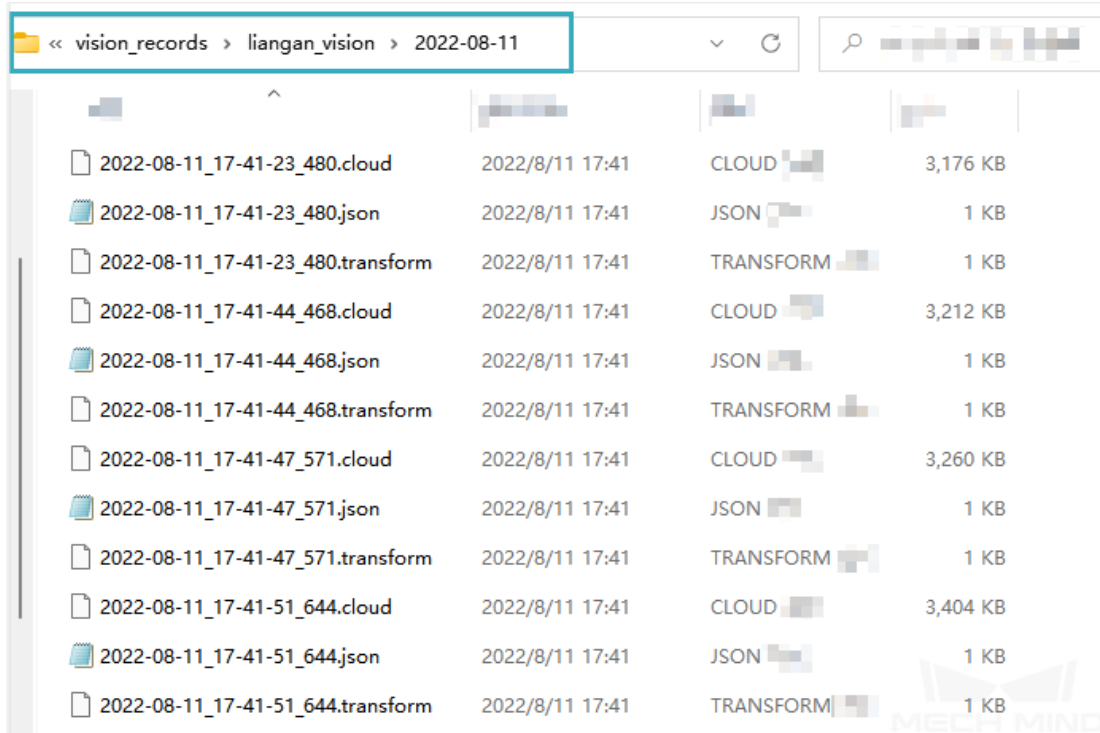 « vision_records › liangan_vision › 2022-08-11
2022-08-11_17-41-23_480.cloud 2022/8/11 17:41 CLOUD 3,176 KB
2022-08-11_17-41-23_480.json 2022/8/11 17:41 JSON 1 KB
2022-08-11_17-41-23_480.transform 2022/8/11 17:41 TRANSFORM 1 KB
2022-08-11_17-41-44_468.cloud 2022/8/11 17:41 CLOUD 3,212 KB
2022-08-11_17-41-44_468.json 2022/8/11 17:41 JSON 1 KB
2022-08-11_17-41-44_468.transform 2022/8/11 17:41 TRANSFORM 1 KB
2022-08-11_17-41-47_571.cloud 2022/8/11 17:41 CLOUD 3,260 KB
2022-08-11_17-41-47_571.json 2022/8/11 17:41 JSON 1 KB
2022-08-11_17-41-47_571.transform 2022/8/11 17:41 TRANSFORM 1 KB
2022-08-11_17-41-51_644.cloud 2022/8/11 17:41 CLOUD 3,404 KB
2022-08-11_17-41-51_644.json 2022/8/11 17:41 JSON 1 KB
2022-08-11_17-41-51_644.transform 2022/8/11 17:41 TRANSFORM 1 KB
MECH MIND